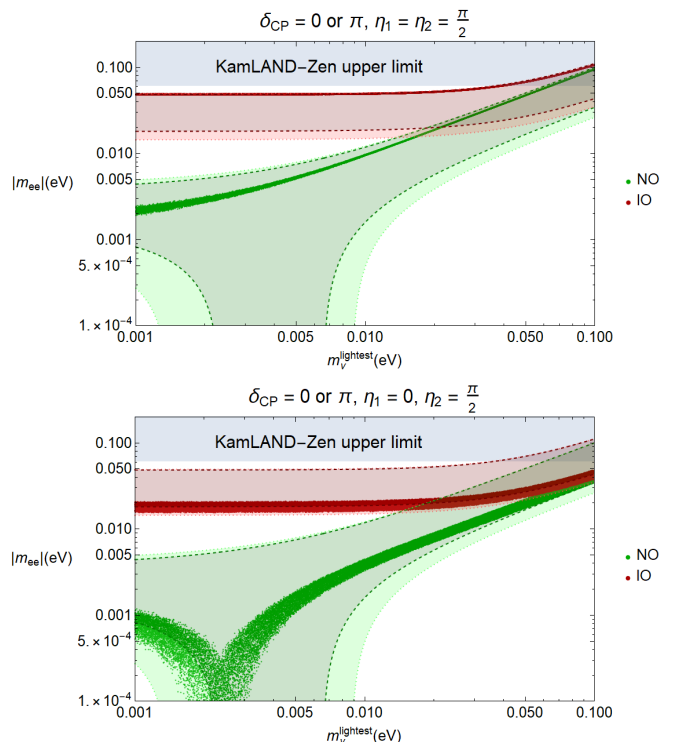 δCP = 0 or π, η1 = η2 = π/2
KamLAND-Zen upper limit
0.100
0.050
0.010
0.005
0.001
5. × 10⁻⁴
1. × 10⁻⁴
|mee|(eV)
NO
IO
0.001
0.005
0.010
0.050
0.100
mν^lightest(eV)
δCP = 0 or π, η1 = 0, η2 = π/2
KamLAND-Zen upper limit
0.100
0.050
0.010
0.005
0.001
5. × 10⁻⁴
1. × 10⁻⁴
|mee|(eV)
NO
IO
0.001
0.005
0.010
0.050
0.100
mν^lightest(eV)